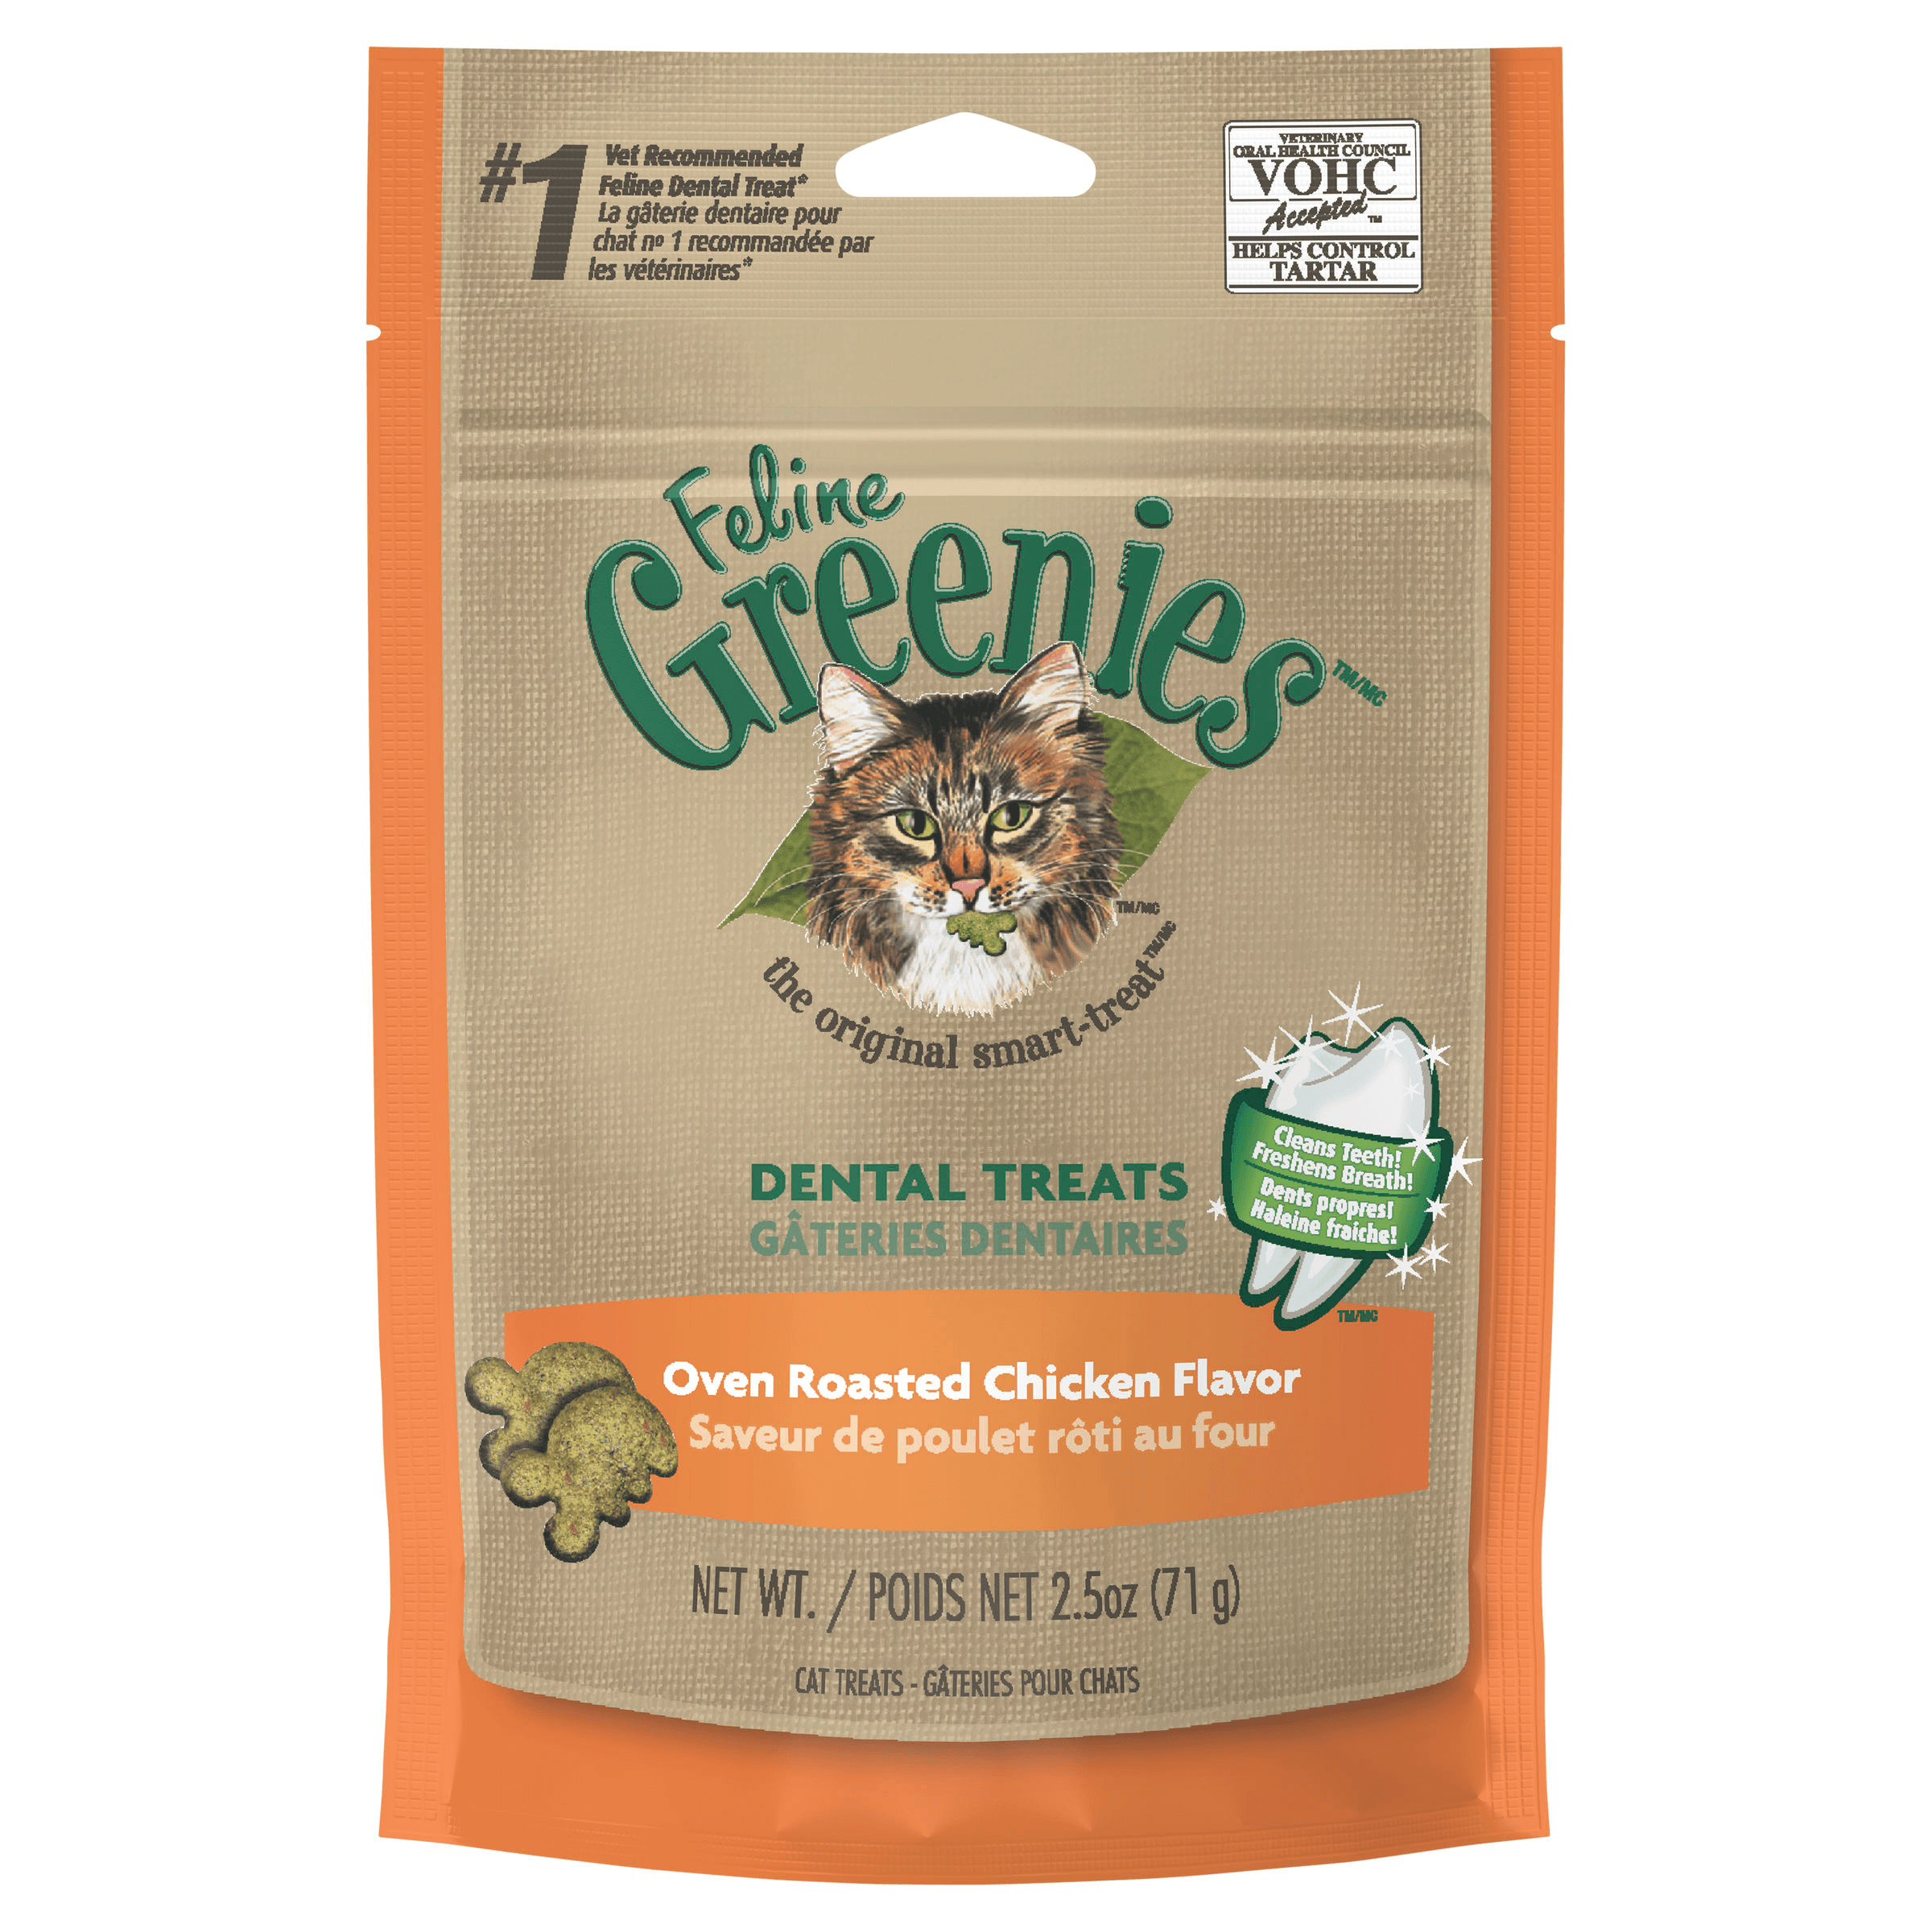 #1
Vet Recommended
Feline Dental Treat*
La gâterie dentaire pour
chat nº 1 recommandée par
les vétérinaires*
VETERINARY
ORAL HEALTH COUNCIL
VOHC
Accepted™
HELPS CONTROL
TARTAR
Feline
Greenies TM/MC
TM/MC
the original smart-treat TM/MC
Cleans Teeth!
Freshens Breath!
Dents propres!
Haleine fraîche!
TM/MC
DENTAL TREATS
GÂTERIES DENTAIRES
Oven Roasted Chicken Flavor
Saveur de poulet rôti au four
NET WT. / POIDS NET 2.5oz (71 g)
CAT TREATS - GÂTERIES POUR CHATS